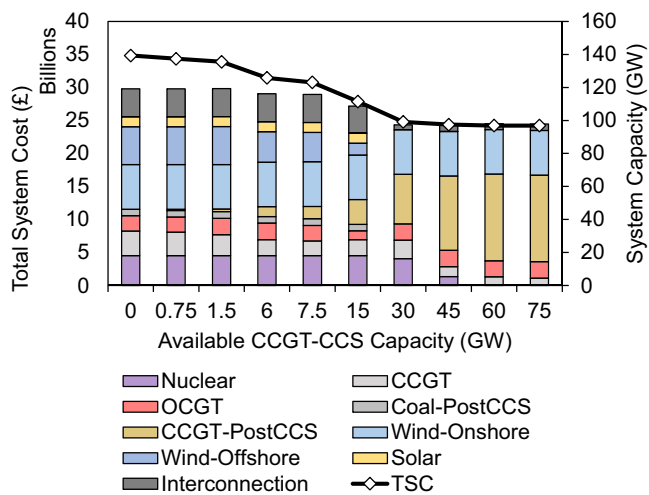 40
35
30
25
20
15
10
5
0
Total System Cost (£)
Billions
160
140
120
100
80
60
40
20
0
System Capacity (GW)
0 0.75 1.5 6 7.5 15 30 45 60 75
Available CCGT-CCS Capacity (GW)
Nuclear CCGT
OCGT Coal-PostCCS
CCGT-PostCCS Wind-Onshore
Wind-Offshore Solar
Interconnection TSC